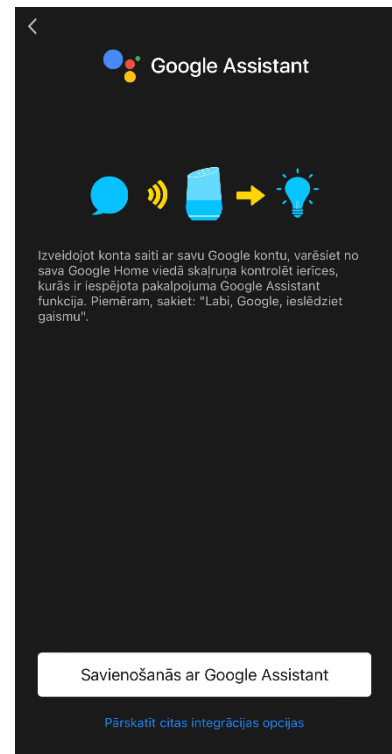 Google Assistant
Izveidojot konta saiti ar savu Google kontu, varēsiet no
sava Google Home viedā skaļruņa kontrolēt ierīces,
kurās ir iespējota pakalpojuma Google Assistant
funkcija. Piemēram, sakiet: "Labi, Google, ieslēdziet
gaismu".
Savienošanās ar Google Assistant
Pārskatīt citas integrācijas opcijas